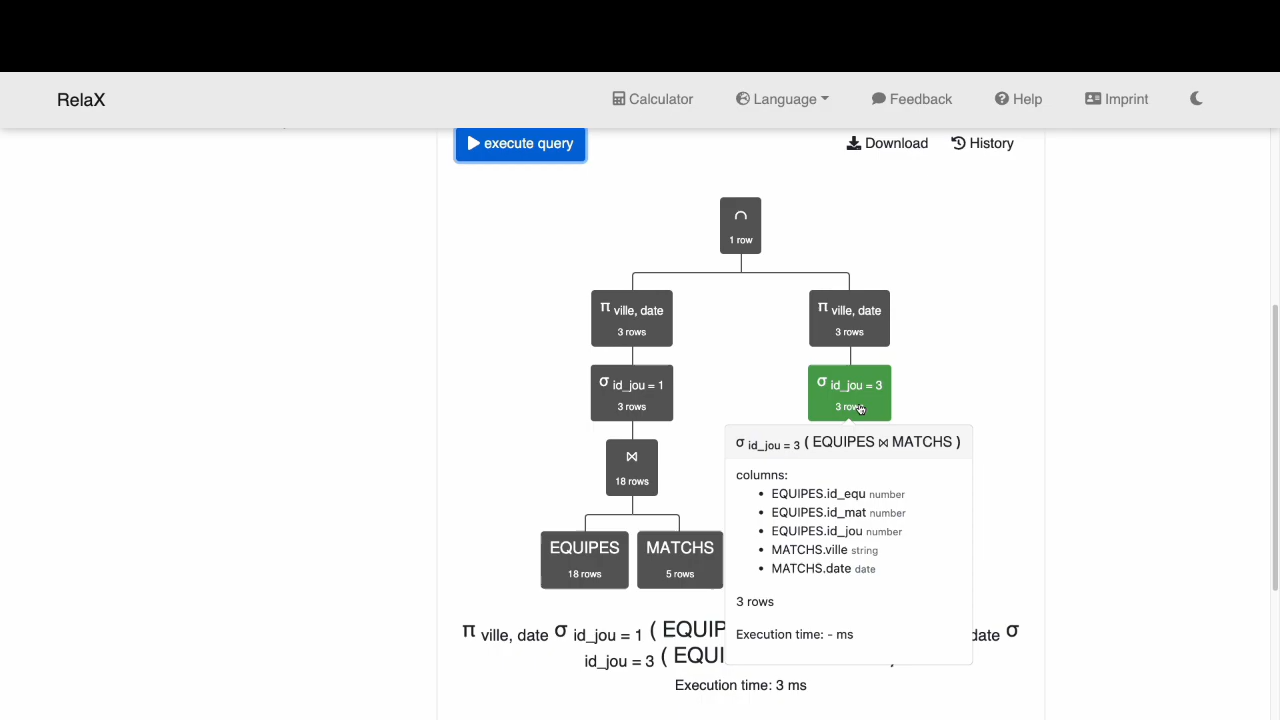 RelaX
Calculator
Language
Feedback
Help
Imprint
execute query
Download
History
∩
1 row
π ville, date
3 rows
π ville, date
3 rows
σ id_jou = 1
3 rows
σ id_jou = 3
3 rows
⋈
18 rows
σ id_jou = 3 ( EQUIPES ⋈ MATCHS )
columns:
• EQUIPES.id_equ number
• EQUIPES.id_mat number
• EQUIPES.id_jou number
• MATCHS.ville string
• MATCHS.date date
3 rows
Execution time: - ms
EQUIPES
18 rows
MATCHS
5 rows
π ville, date σ id_jou = 1 ( EQUIP date σ
id_jou = 3 ( EQUI
Execution time: 3 ms